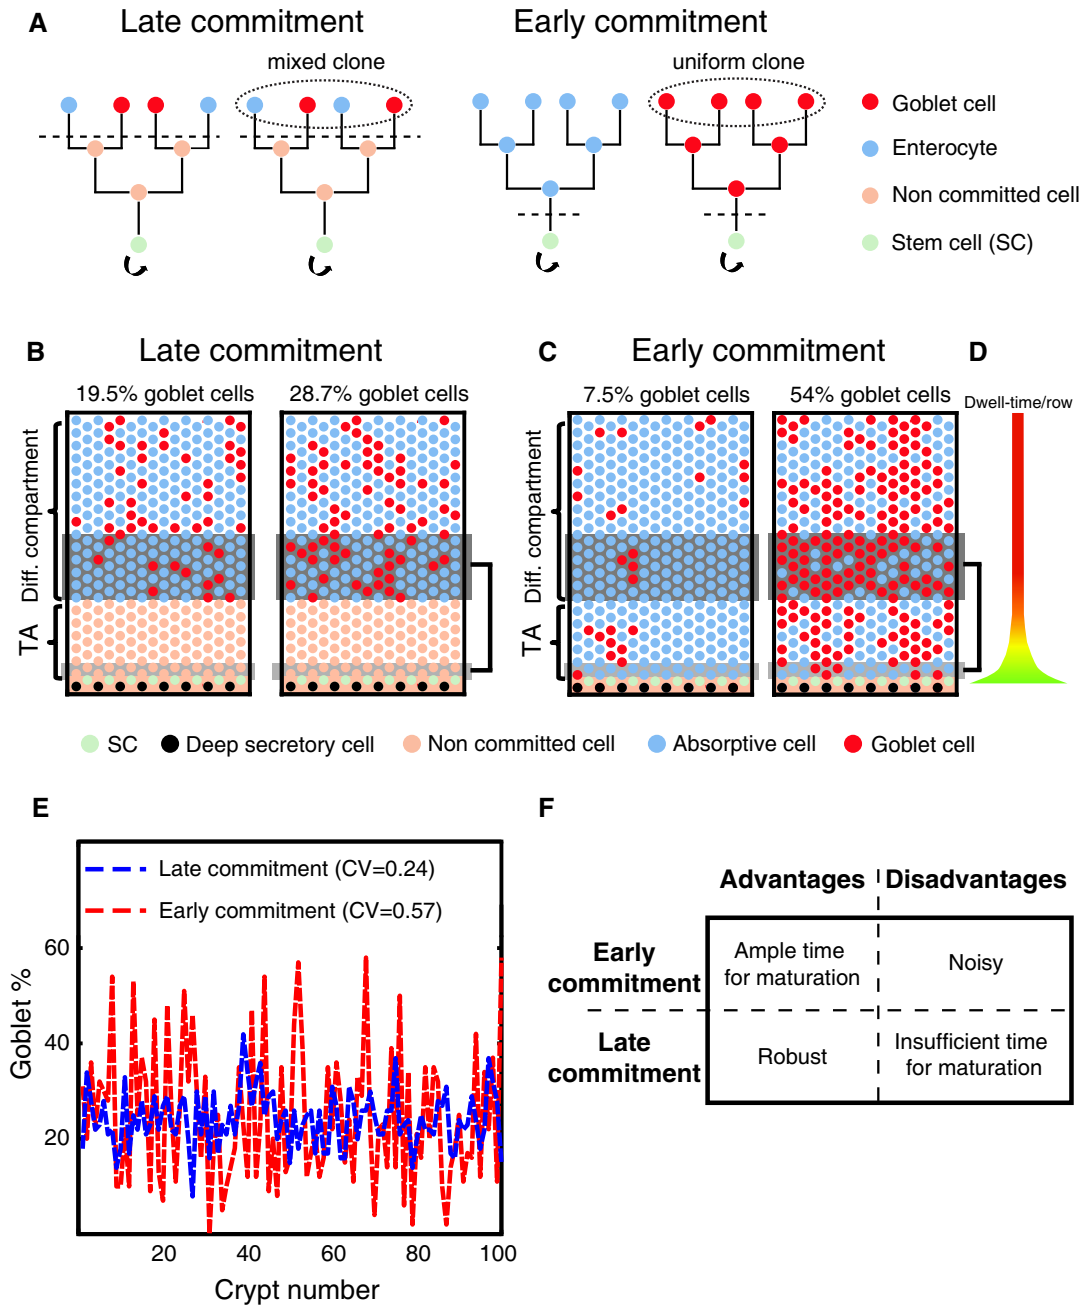 A
Late commitment
Early commitment
mixed clone
uniform clone
Goblet cell
Enterocyte
Non committed cell
Stem cell (SC)
B
Late commitment
C
Early commitment
D
19.5% goblet cells
28.7% goblet cells
7.5% goblet cells
54% goblet cells
Dwell-time/row
Diff. compartment
TA
Diff. compartment
TA
SC
Deep secretory cell
Non committed cell
Absorptive cell
Goblet cell
E
Late commitment (CV=0.24)
Early commitment (CV=0.57)
Goblet %
60
40
20
20
40
60
80
100
Crypt number
F
Advantages
Disadvantages
Early
commitment
Ample time
for maturation
Noisy
Late
commitment
Robust
Insufficient time
for maturation